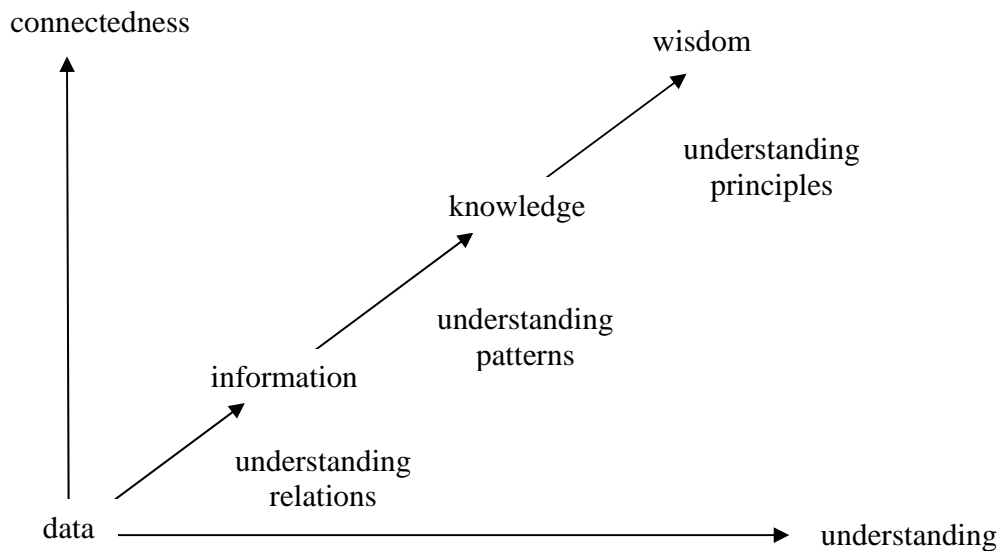 connectedness
wisdom
understanding
principles
knowledge
understanding
patterns
information
understanding
relations
data
understanding